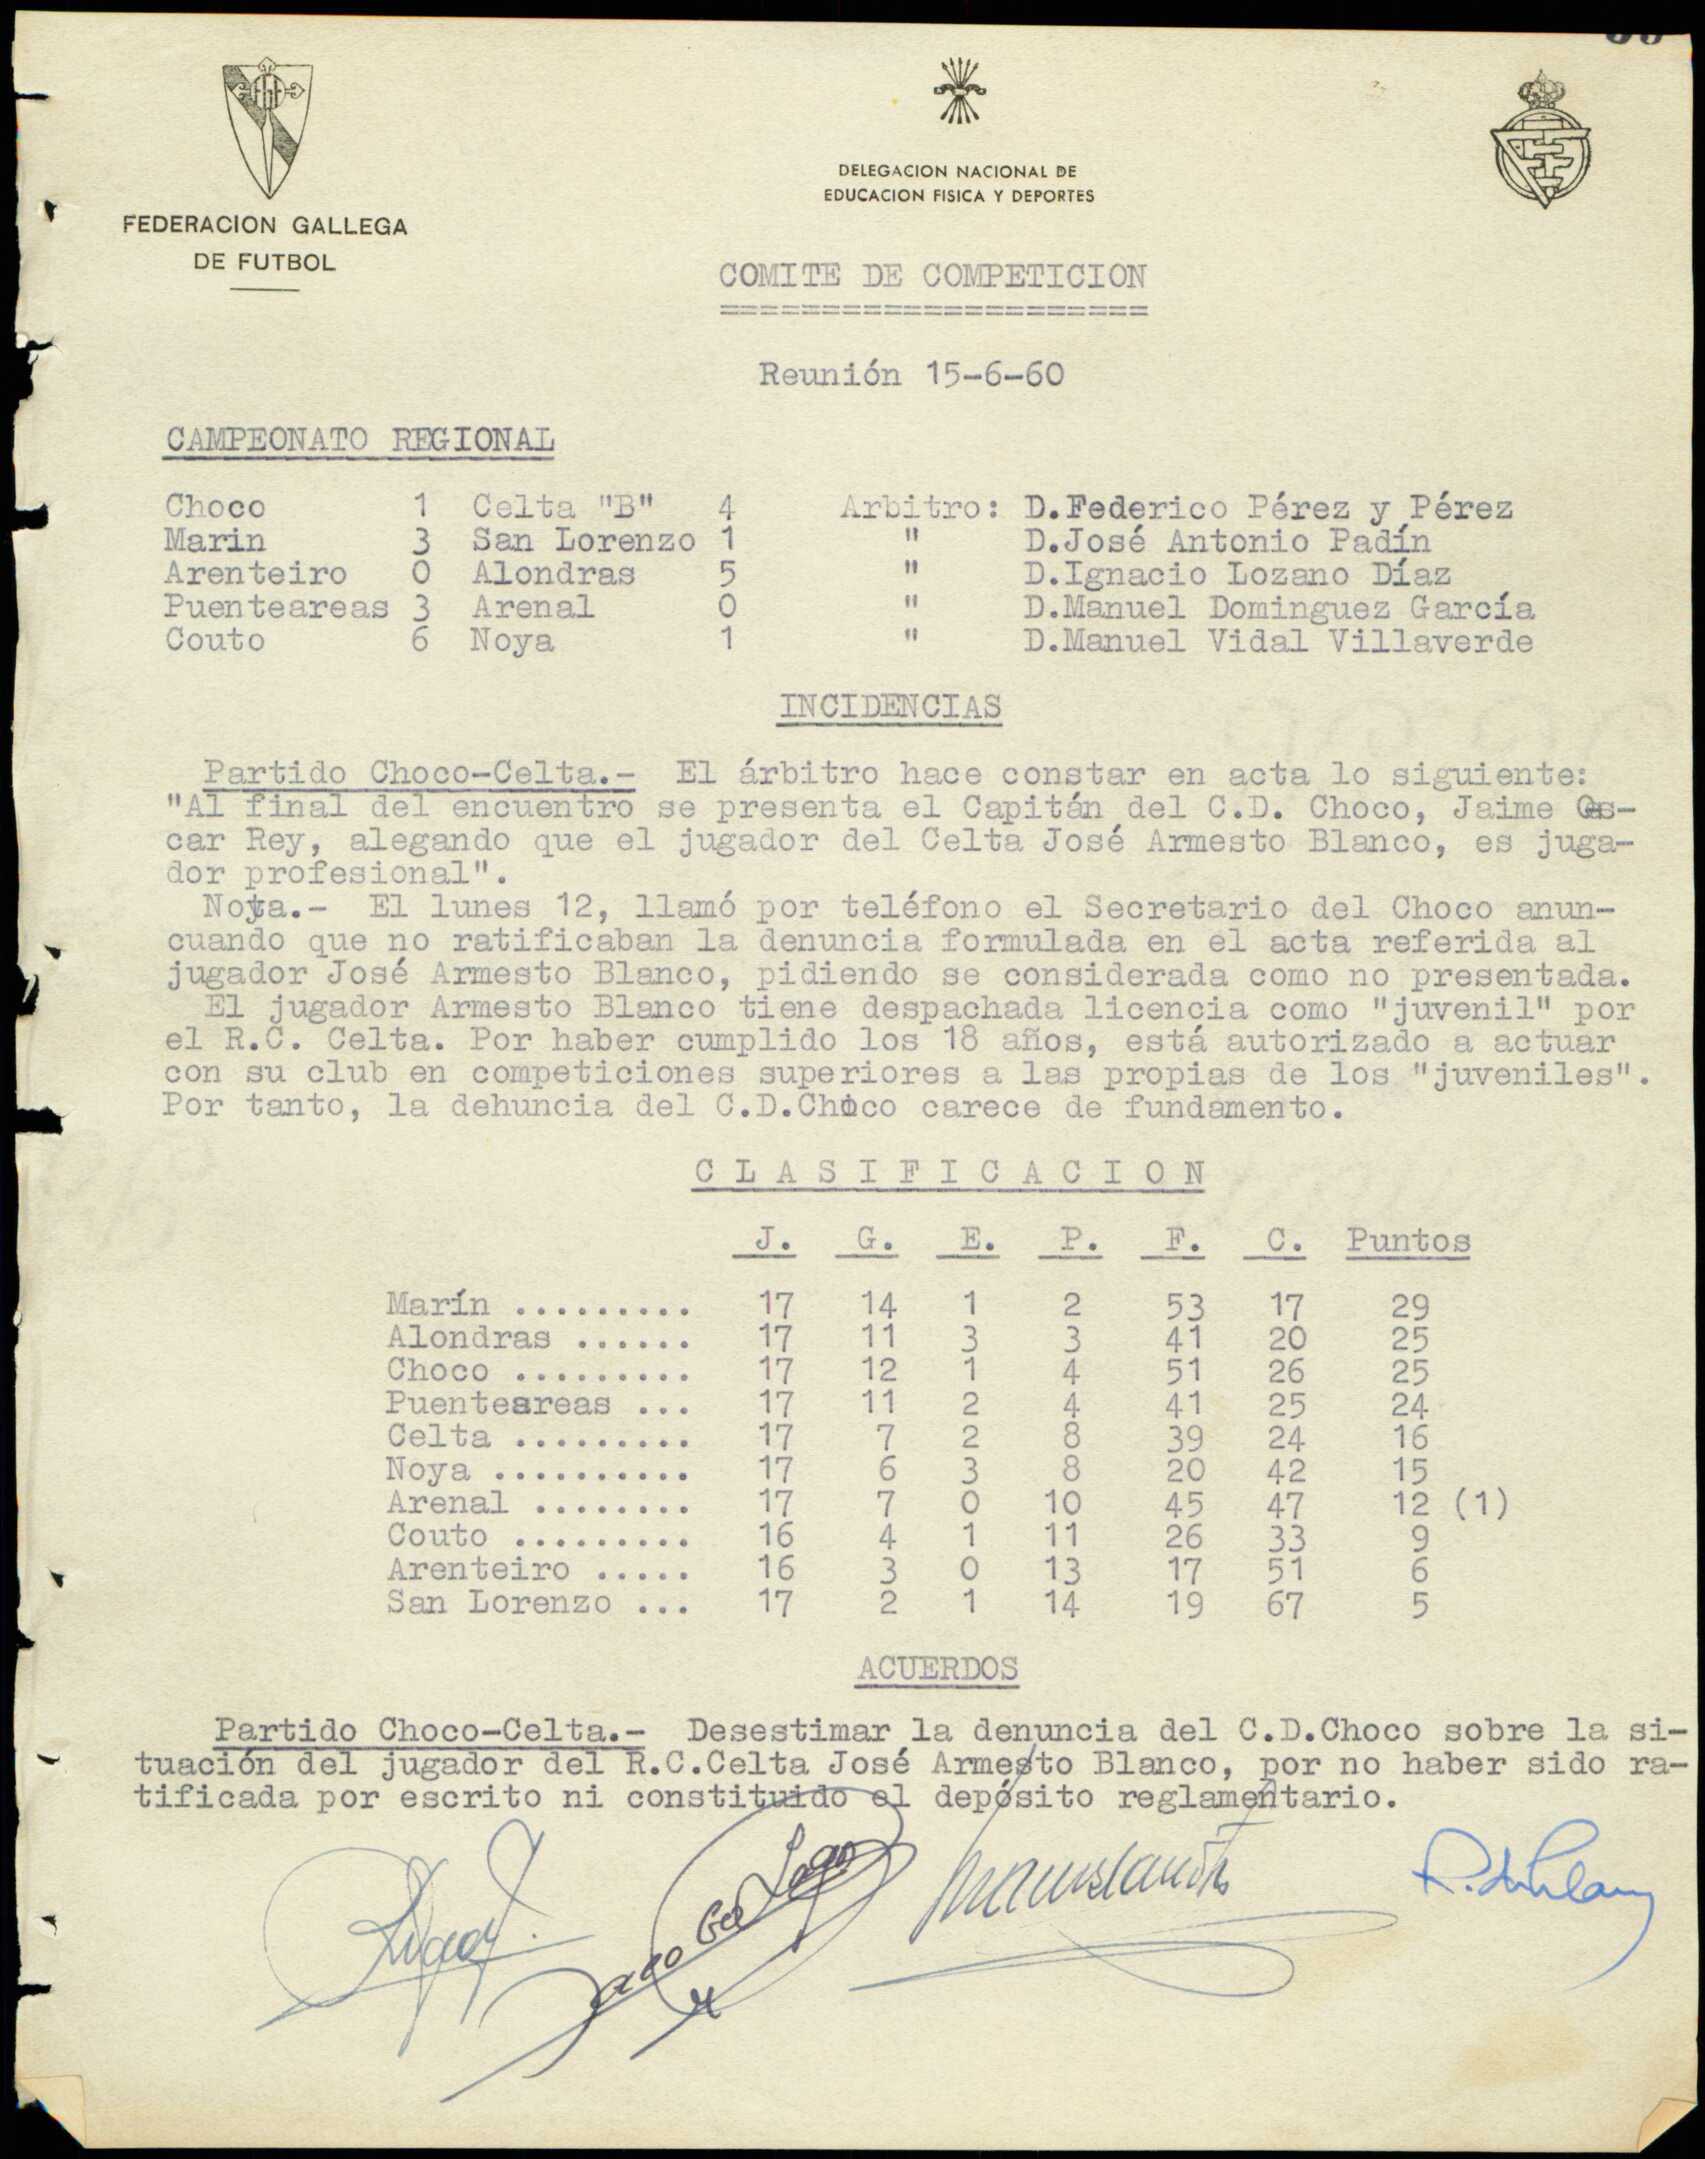 FEDERACION GALLEGA
DE FUTBOL
DELEGACION NACIONAL DE
EDUCACION FISICA Y DEPORTES
COMITE DE COMPETICION
=====================
Reunión 15-6-60
CAMPEONATO REGIONAL
Choco 1 Celta "B" 4 Arbitro: D.Federico Pérez y Pérez
Marin 3 San Lorenzo 1 " D.José Antonio Padín
Arenteiro 0 Alondras 5 " D.Ignacio Lozano Díaz
Puenteareas 3 Arenal 0 " D.Manuel Dominguez García
Couto 6 Noya 1 " D.Manuel Vidal Villaverde
INCIDENCIAS
Partido Choco-Celta.- El árbitro hace constar en acta lo siguiente:
"Al final del encuentro se presenta el Capitán del C.D. Choco, Jaime Os-
car Rey, alegando que el jugador del Celta José Armesto Blanco, es juga-
dor profesional".
Nota.- El lunes 12, llamó por teléfono el Secretario del Choco anun-
cuando que no ratificaban la denuncia formulada en el acta referida al
jugador José Armesto Blanco, pidiendo se considerada como no presentada.
El jugador Armesto Blanco tiene despachada licencia como "juvenil" por
el R.C. Celta. Por haber cumplido los 18 años, está autorizado a actuar
con su club en competiciones superiores a las propias de los "juveniles".
Por tanto, la dehuncia del C.D.Choco carece de fundamento.
C L A S I F I C A C I O N
J. G. E. P. F. C. Puntos
Marín ......... 17 14 1 2 53 17 29
Alondras ...... 17 11 3 3 41 20 25
Choco ......... 17 12 1 4 51 26 25
Puenteareas ... 17 11 2 4 41 25 24
Celta ......... 17 7 2 8 39 24 16
Noya .......... 17 6 3 8 20 42 15
Arenal ........ 17 7 0 10 45 47 12 (1)
Couto ......... 16 4 1 11 26 33 9
Arenteiro ..... 16 3 0 13 17 51 6
San Lorenzo ... 17 2 1 14 19 67 5
ACUERDOS
Partido Choco-Celta.- Desestimar la denuncia del C.D.Choco sobre la si-
tuación del jugador del R.C.Celta José Armesto Blanco, por no haber sido ra-
tificada por escrito ni constituido el depósito reglamentario.